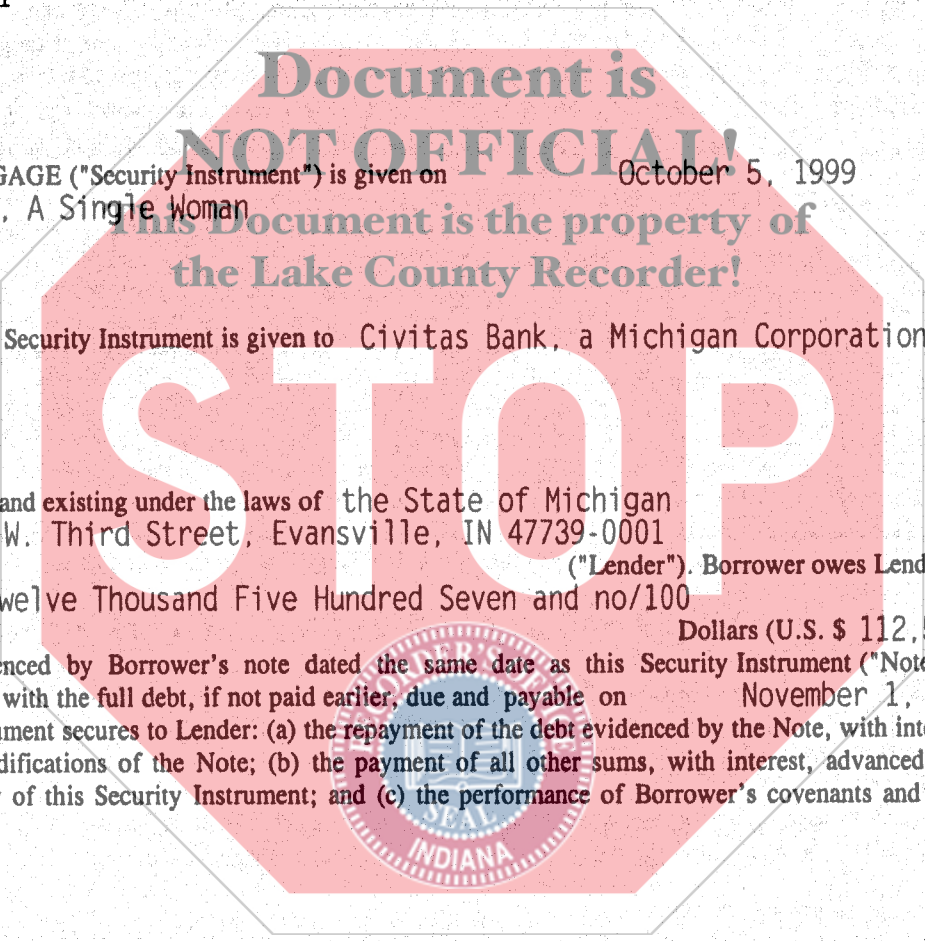 Document is
NOT OFFICIAL!
GAGE ("Security Instrument") is given on October 5, 1999
, A Single Woman
This Document is the property of
the Lake County Recorder!
Security Instrument is given to Civitas Bank, a Michigan Corporation
STOP
and existing under the laws of the State of Michigan
W. Third Street, Evansville, IN 47739-0001
("Lender"). Borrower owes Lend
welve Thousand Five Hundred Seven and no/100
Dollars (U.S. $ 112,5
enced by Borrower's note dated the same date as this Security Instrument ("Note
with the full debt, if not paid earlier, due and payable on November 1,
ument secures to Lender: (a) the repayment of the debt evidenced by the Note, with inte
difications of the Note; (b) the payment of all other sums, with interest, advanced
of this Security Instrument; and (c) the performance of Borrower's covenants and
SEAL
INDIANA